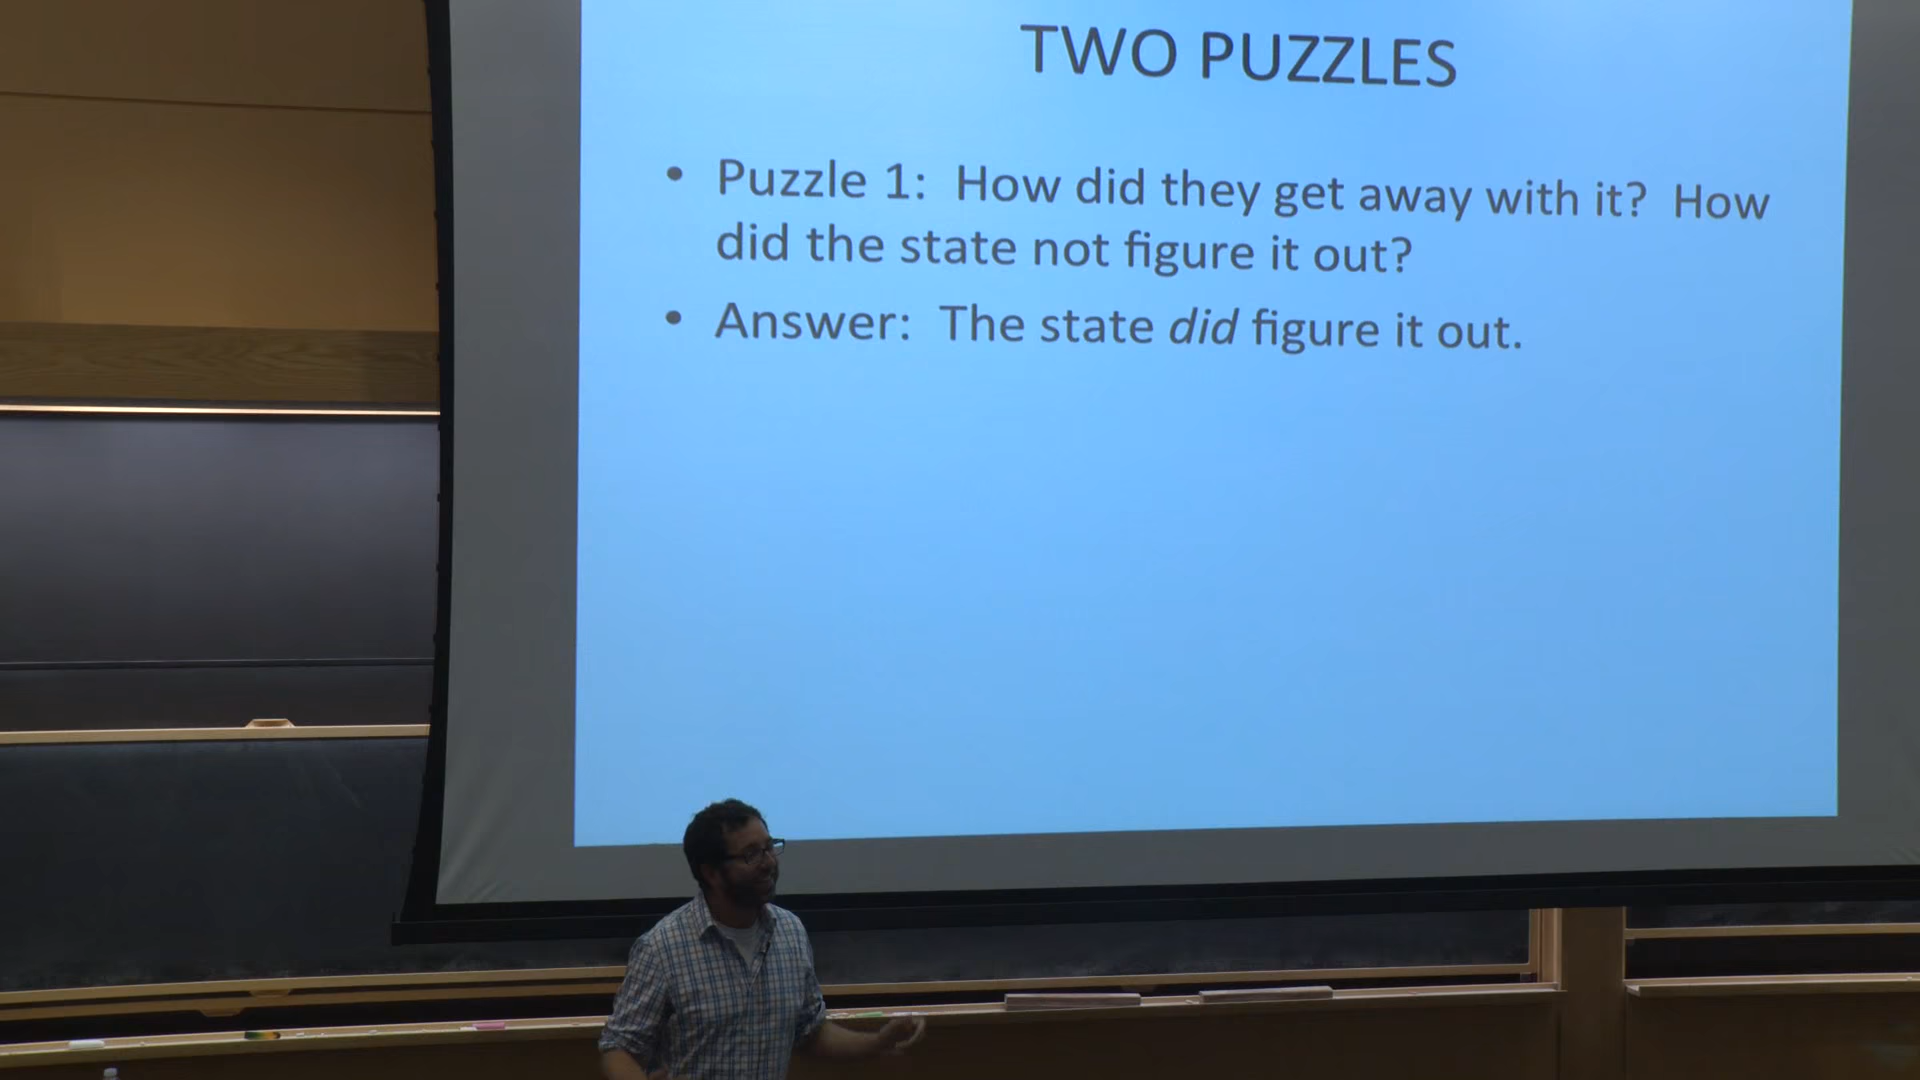 TWO PUZZLES
• Puzzle 1: How did they get away with it? How
did the state not figure it out?
• Answer: The state did figure it out.